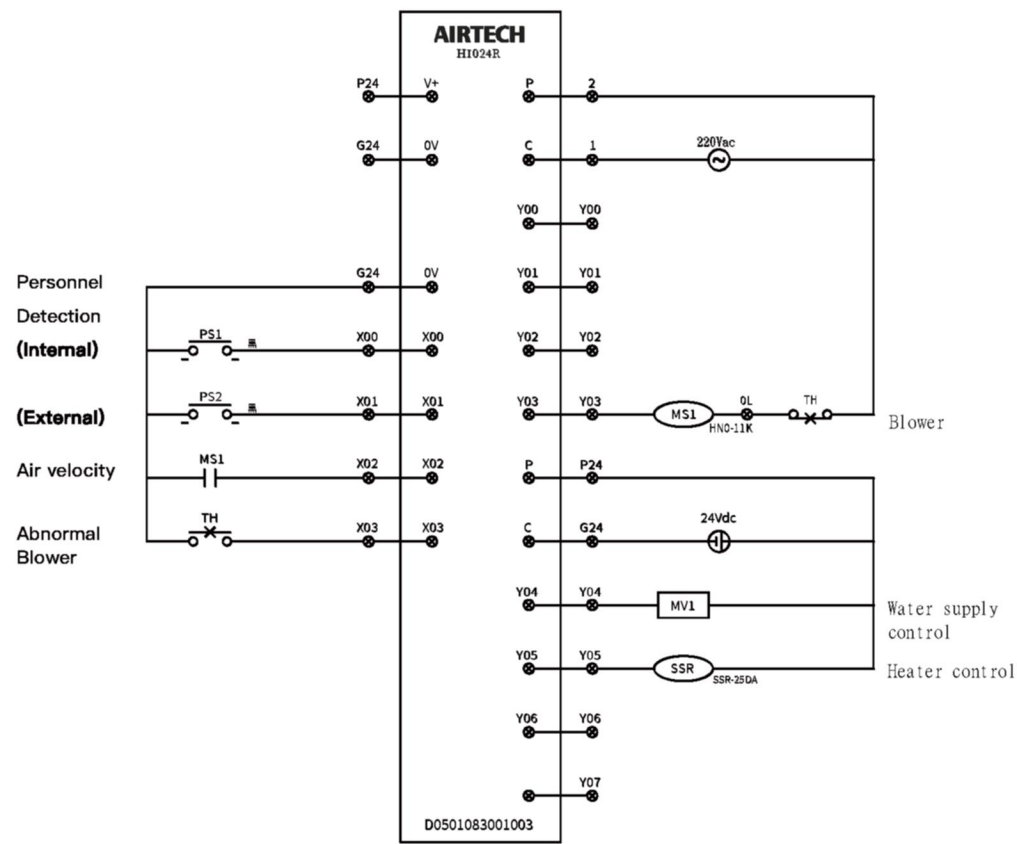 AIRTECH
HI024R
P24 V+ P 2
G24 0V C 1 220Vac
Y00 Y00
Personnel G24 0V Y01 Y01
Detection
(Internal) PS1 X00 X00 Y02 Y02
(External) PS2 X01 X01 Y03 Y03 MS1 OL TH
HNO-11K Blower
Air velocity MS1 X02 X02 P P24
Abnormal TH X03 X03 C G24 24Vdc
Blower
Y04 Y04 MV1 Water supply
control
Y05 Y05 SSR Heater control
SSR-25DA
Y06 Y06
Y07
D0501083001003